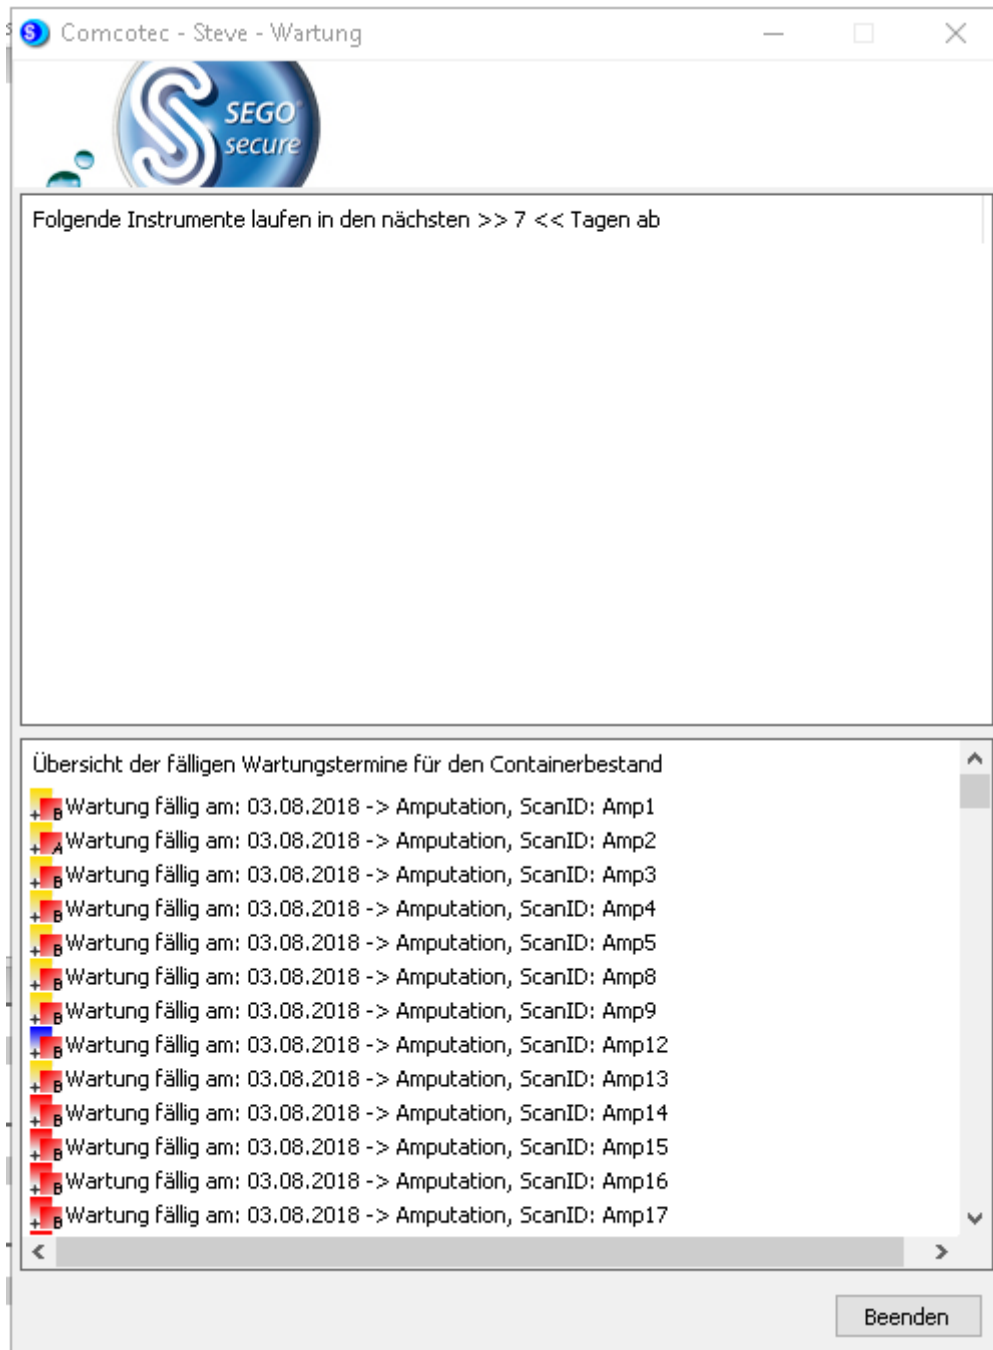 Comcotec - Steve - Wartung
SEGO®
secure
Folgende Instrumente laufen in den nächsten >> 7 << Tagen ab
Übersicht der fälligen Wartungstermine für den Containerbestand
B Wartung fällig am: 03.08.2018 -> Amputation, ScanID: Amp1
A Wartung fällig am: 03.08.2018 -> Amputation, ScanID: Amp2
B Wartung fällig am: 03.08.2018 -> Amputation, ScanID: Amp3
B Wartung fällig am: 03.08.2018 -> Amputation, ScanID: Amp4
B Wartung fällig am: 03.08.2018 -> Amputation, ScanID: Amp5
B Wartung fällig am: 03.08.2018 -> Amputation, ScanID: Amp8
B Wartung fällig am: 03.08.2018 -> Amputation, ScanID: Amp9
B Wartung fällig am: 03.08.2018 -> Amputation, ScanID: Amp12
B Wartung fällig am: 03.08.2018 -> Amputation, ScanID: Amp13
B Wartung fällig am: 03.08.2018 -> Amputation, ScanID: Amp14
B Wartung fällig am: 03.08.2018 -> Amputation, ScanID: Amp15
B Wartung fällig am: 03.08.2018 -> Amputation, ScanID: Amp16
B Wartung fällig am: 03.08.2018 -> Amputation, ScanID: Amp17
Beenden